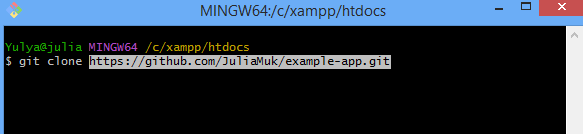 MINGW64:/c/xampp/htdocs
Yulya@julia MINGW64 /c/xampp/htdocs
$ git clone https://github.com/JuliaMuk/example-app.git